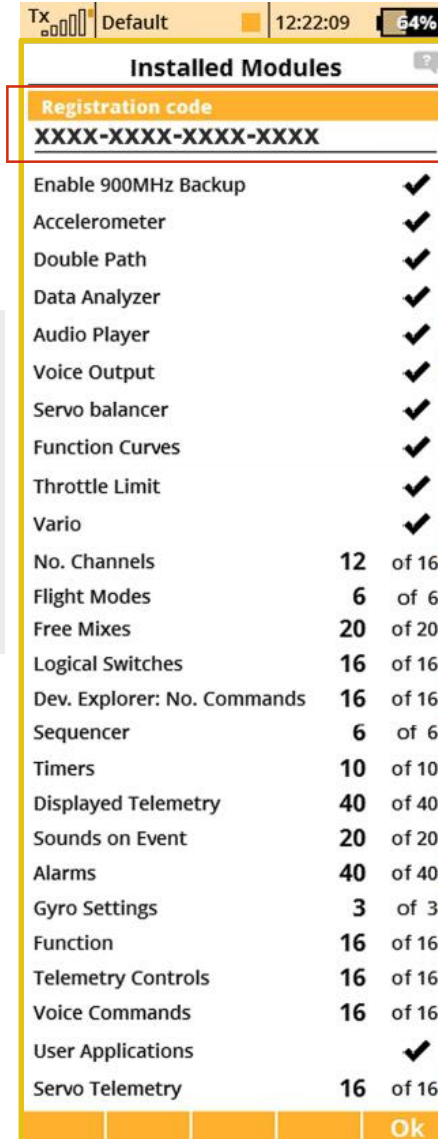 Tx Default 12:22:09 64%
Installed Modules ?
Registration code
XXXX-XXXX-XXXX-XXXX
Enable 900MHz Backup ✔
Accelerometer ✔
Double Path ✔
Data Analyzer ✔
Audio Player ✔
Voice Output ✔
Servo balancer ✔
Function Curves ✔
Throttle Limit ✔
Vario ✔
No. Channels 12 of 16
Flight Modes 6 of 6
Free Mixes 20 of 20
Logical Switches 16 of 16
Dev. Explorer: No. Commands 16 of 16
Sequencer 6 of 6
Timers 10 of 10
Displayed Telemetry 40 of 40
Sounds on Event 20 of 20
Alarms 40 of 40
Gyro Settings 3 of 3
Function 16 of 16
Telemetry Controls 16 of 16
Voice Commands 16 of 16
User Applications ✔
Servo Telemetry 16 of 16
Ok